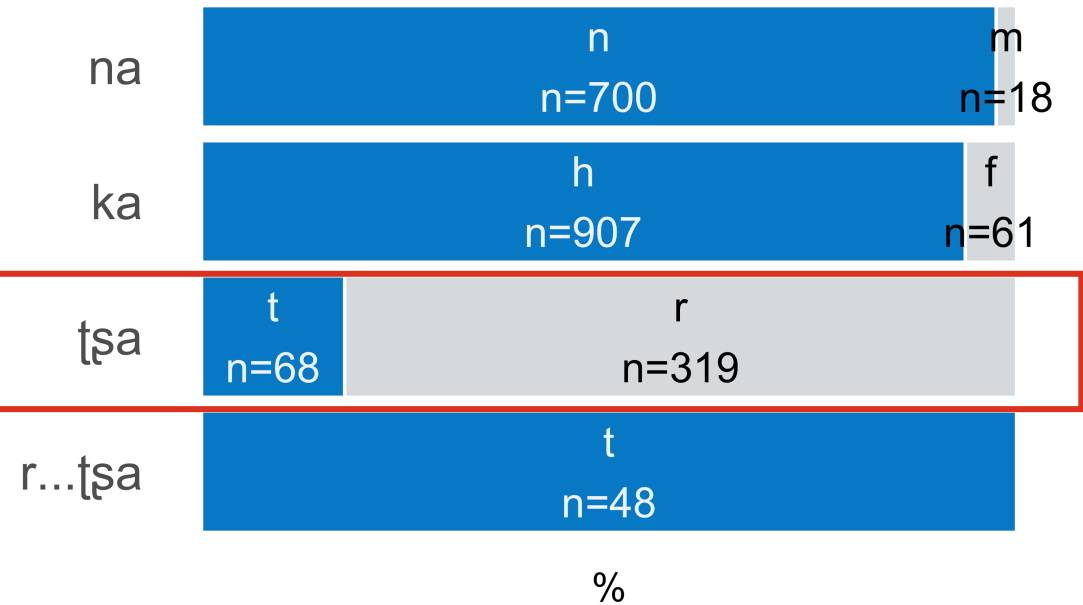 n m
na
n=700 n=18
h f
ka
n=907 n=61
t r
ʈʂa
n=68 n=319
t
r...ʈʂa
n=48
%